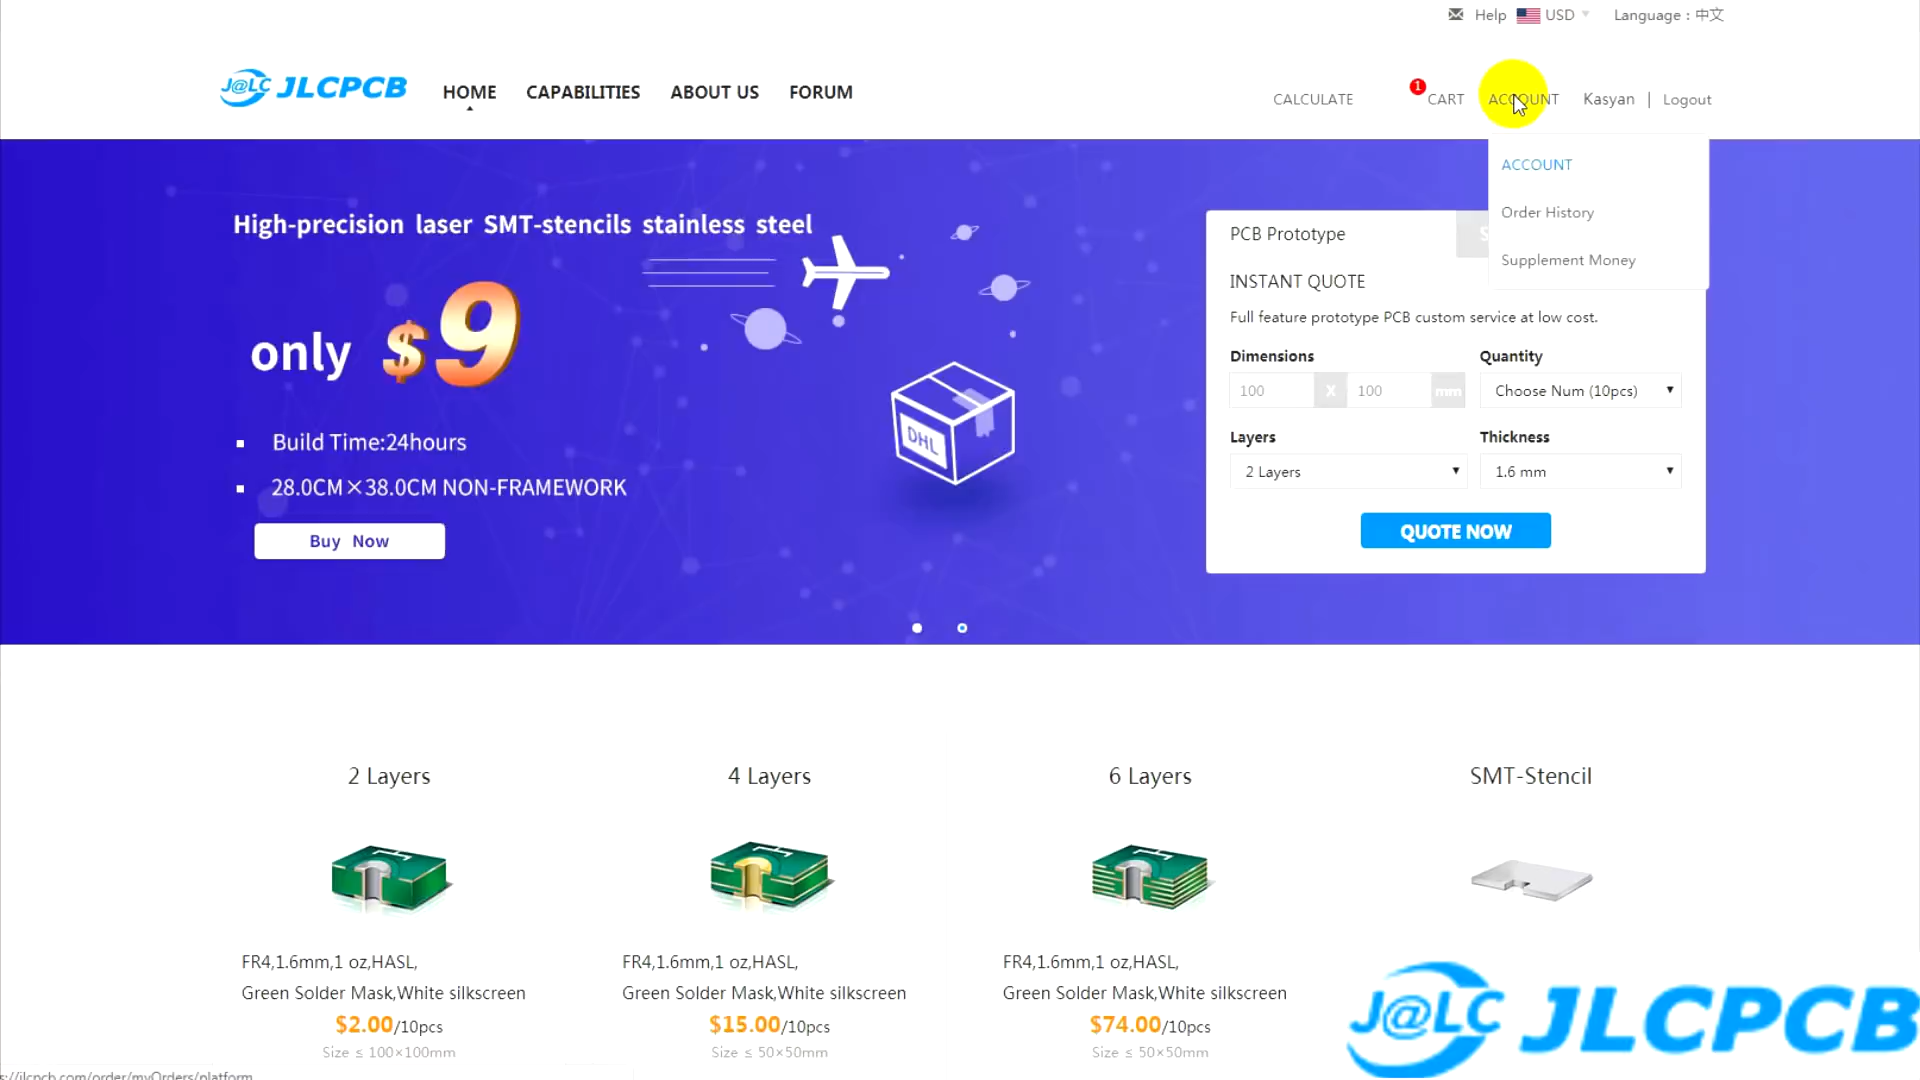 Help USD Language : 中文
J@LC JLCPCB HOME CAPABILITIES ABOUT US FORUM CALCULATE 1 CART ACCOUNT Kasyan | Logout
ACCOUNT
Order History
Supplement Money
High-precision laser SMT-stencils stainless steel
only $9
Build Time:24hours
28.0CM×38.0CM NON-FRAMEWORK
Buy Now
DHL
PCB Prototype S
INSTANT QUOTE
Full feature prototype PCB custom service at low cost.
Dimensions Quantity
100 X 100 mm Choose Num (10pcs)
Layers Thickness
2 Layers 1.6 mm
QUOTE NOW
2 Layers
FR4,1.6mm,1 oz,HASL,
Green Solder Mask,White silkscreen
$2.00/10pcs
Size ≤ 100×100mm
4 Layers
FR4,1.6mm,1 oz,HASL,
Green Solder Mask,White silkscreen
$15.00/10pcs
Size ≤ 50×50mm
6 Layers
FR4,1.6mm,1 oz,HASL,
Green Solder Mask,White silkscreen
$74.00/10pcs
Size ≤ 50×50mm
SMT-Stencil
J@LC JLCPCB
s://jlcpcb.com/order/myOrders/platform